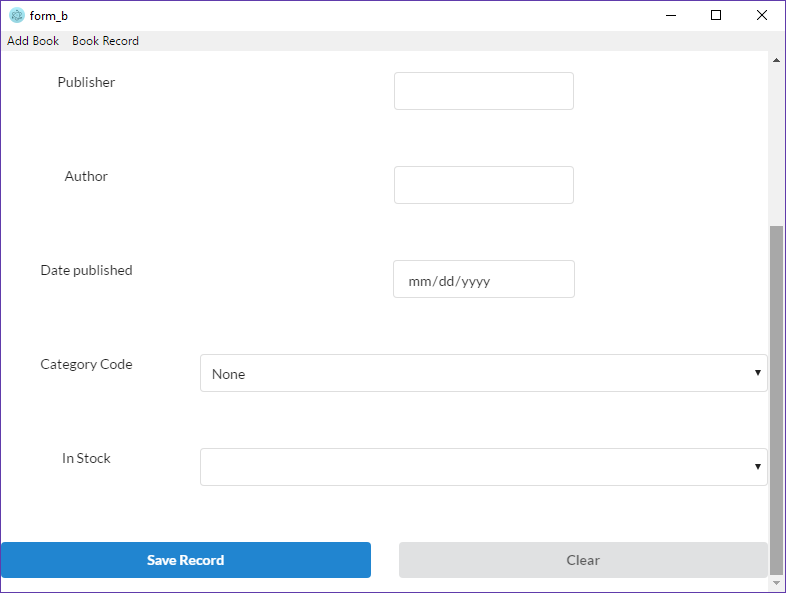 form_b
Add Book Book Record
Publisher
Author
Date published
mm/dd/yyyy
Category Code
None
In Stock
Save Record
Clear